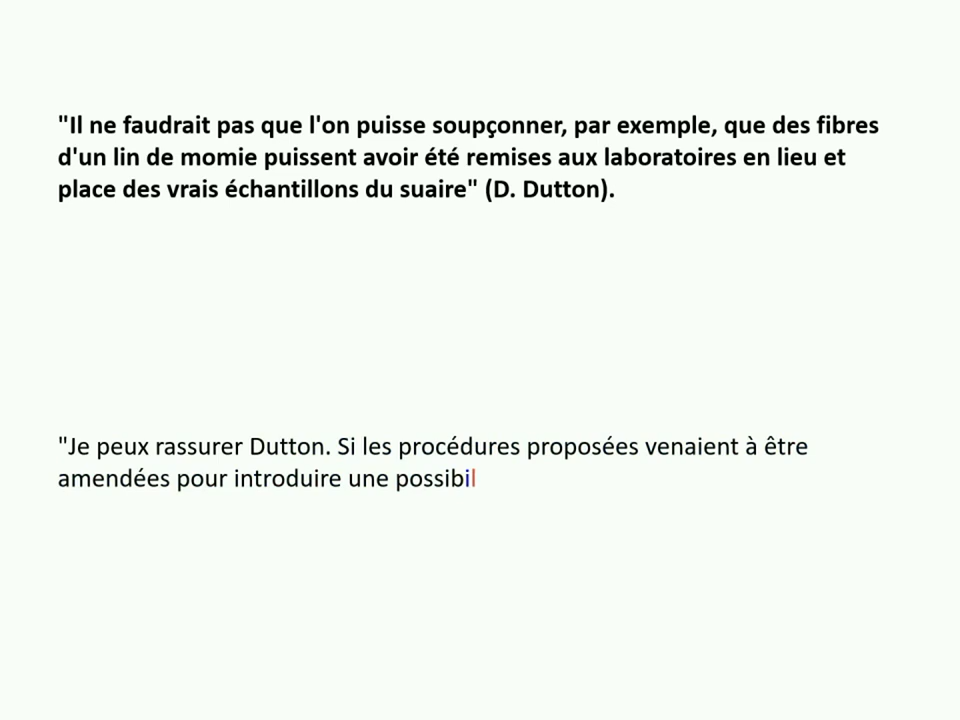 "Il ne faudrait pas que l'on puisse soupçonner, par exemple, que des fibres
d'un lin de momie puissent avoir été remises aux laboratoires en lieu et
place des vrais échantillons du suaire" (D. Dutton).
"Je peux rassurer Dutton. Si les procédures proposées venaient à être
amendées pour introduire une possibil